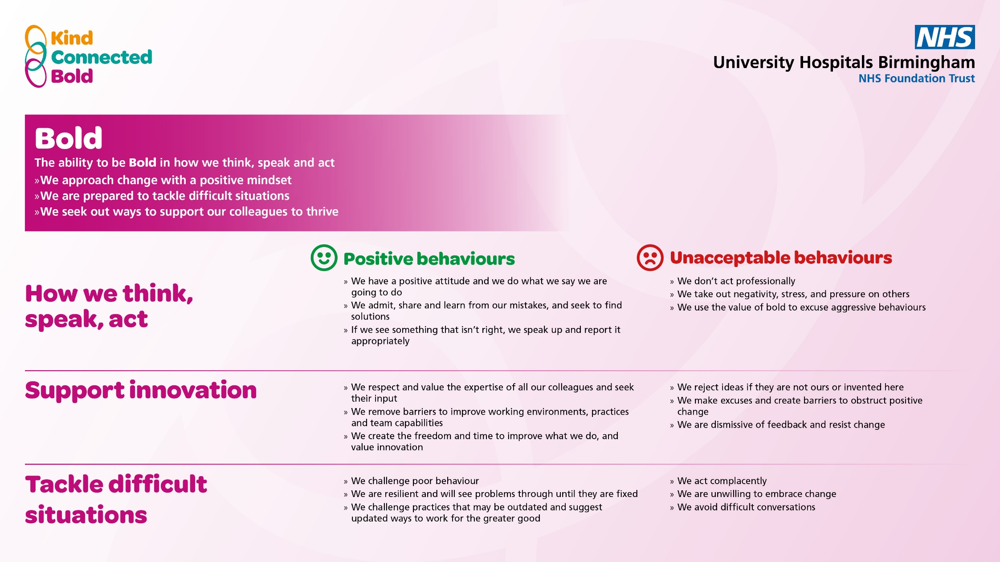 Kind
Connected
Bold
NHS
University Hospitals Birmingham
NHS Foundation Trust
Bold
The ability to be Bold in how we think, speak and act
»We approach change with a positive mindset
»We are prepared to tackle difficult situations
»We seek out ways to support our colleagues to thrive
Positive behaviours
Unacceptable behaviours
How we think,
speak, act
» We have a positive attitude and we do what we say we are
going to do
» We admit, share and learn from our mistakes, and seek to find
solutions
» If we see something that isn’t right, we speak up and report it
appropriately
» We don’t act professionally
» We take out negativity, stress, and pressure on others
» We use the value of bold to excuse aggressive behaviours
Support innovation
» We respect and value the expertise of all our colleagues and seek
their input
» We remove barriers to improve working environments, practices
and team capabilities
» We create the freedom and time to improve what we do, and
value innovation
» We reject ideas if they are not ours or invented here
» We make excuses and create barriers to obstruct positive
change
» We are dismissive of feedback and resist change
Tackle difficult
situations
» We challenge poor behaviour
» We are resilient and will see problems through until they are fixed
» We challenge practices that may be outdated and suggest
updated ways to work for the greater good
» We act complacently
» We are unwilling to embrace change
» We avoid difficult conversations